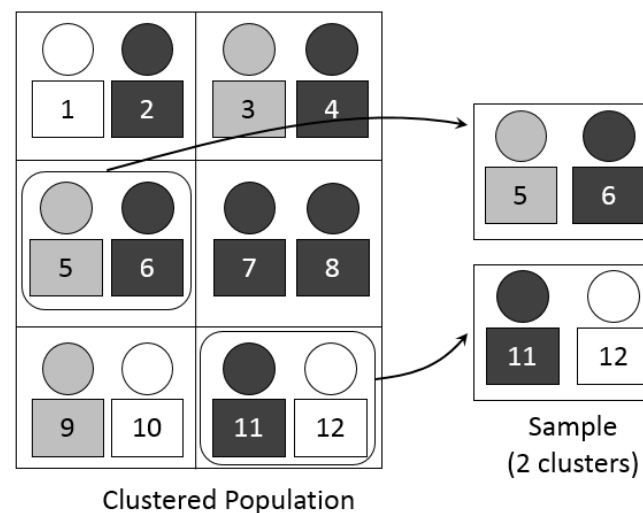 1 2 3 4
5 6
5 6 7 8
11 12
9 10 11 12
Sample
(2 clusters)
Clustered Population